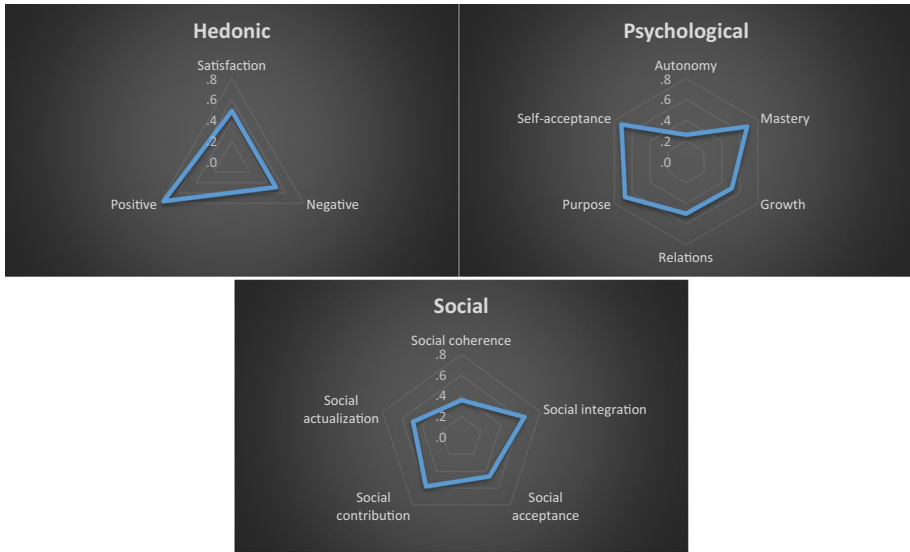 Hedonic
Satisfaction
.8
.6
.4
.2
.0
Positive
Negative
Psychological
Autonomy
.8
.6
.4
.2
.0
Self-acceptance
Mastery
Purpose
Growth
Relations
Social
Social coherence
.8
.6
.4
.2
.0
Social
actualization
Social integration
Social
contribution
Social
acceptance